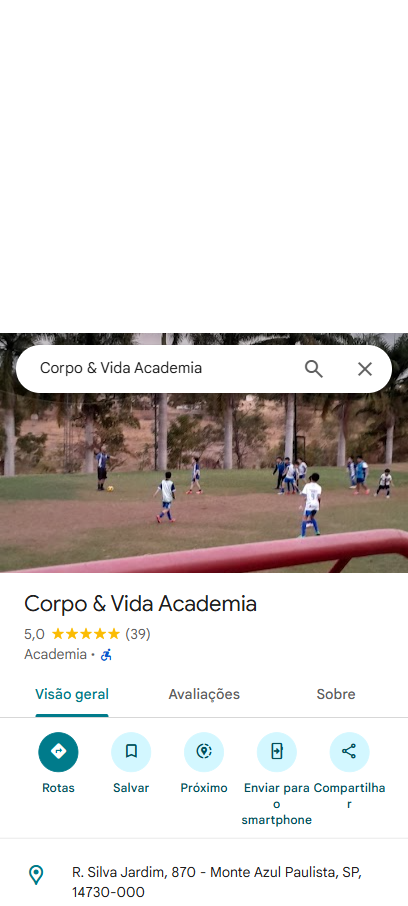 Corpo & Vida Academia
Corpo & Vida Academia
5,0 (39)
Academia ·
Visão geral Avaliações Sobre
Rotas Salvar Próximo Enviar para o smartphone Compartilhar
R. Silva Jardim, 870 - Monte Azul Paulista, SP,
14730-000